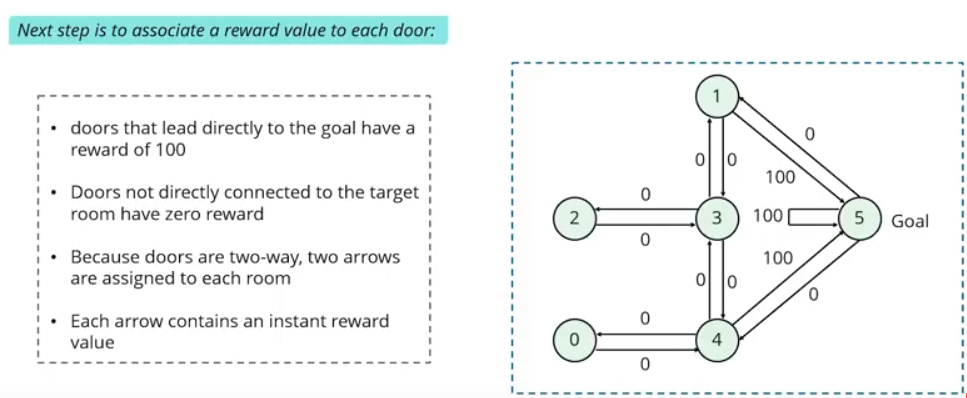 Next step is to associate a reward value to each door:
• doors that lead directly to the goal have a
reward of 100
• Doors not directly connected to the target
room have zero reward
• Because doors are two-way, two arrows
are assigned to each room
• Each arrow contains an instant reward
value
1
0
0 0
100
0
2 3 100 5 Goal
0
100
0 0
0
0
0 4
0